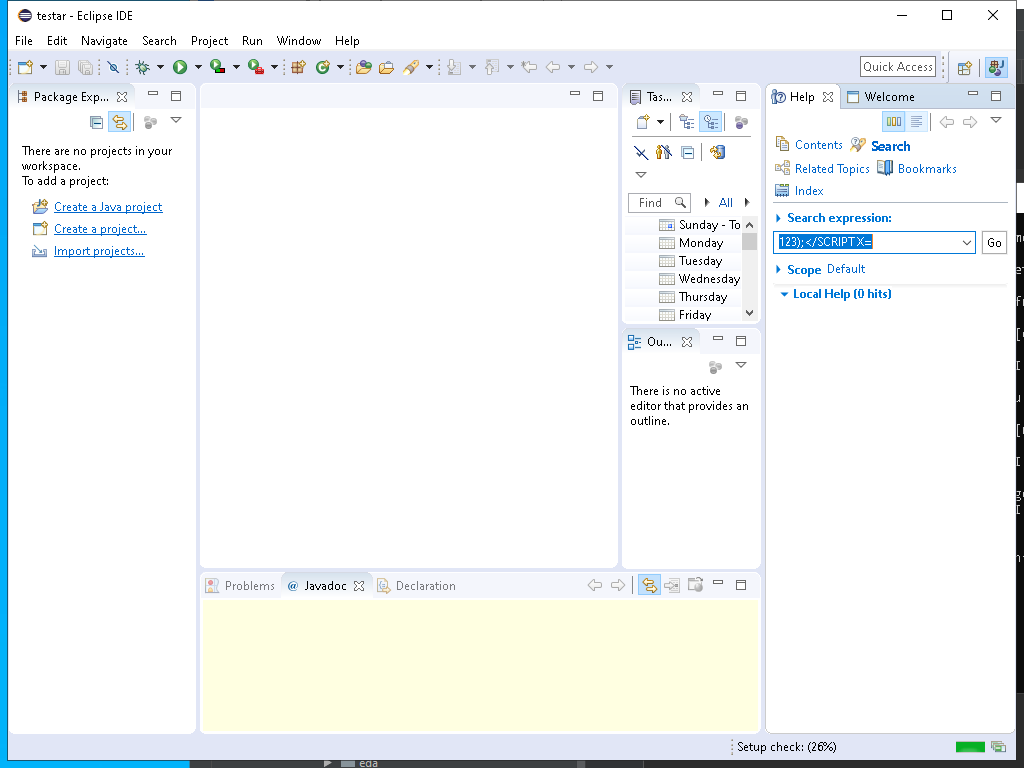 testar - Eclipse IDE
File Edit Navigate Search Project Run Window Help
Quick Access
Package Exp...
There are no projects in your
workspace.
To add a project:
Create a Java project
Create a project...
Import projects...
Tas...
Find
All
Sunday - To
Monday
Tuesday
Wednesday
Thursday
Friday
Ou...
There is no active
editor that provides an
outline.
Help
Welcome
Contents
Search
Related Topics
Bookmarks
Index
Search expression:
123);</SCRIPT X=
Go
Scope Default
Local Help (0 hits)
Problems
@ Javadoc
Declaration
Setup check: (26%)
eda